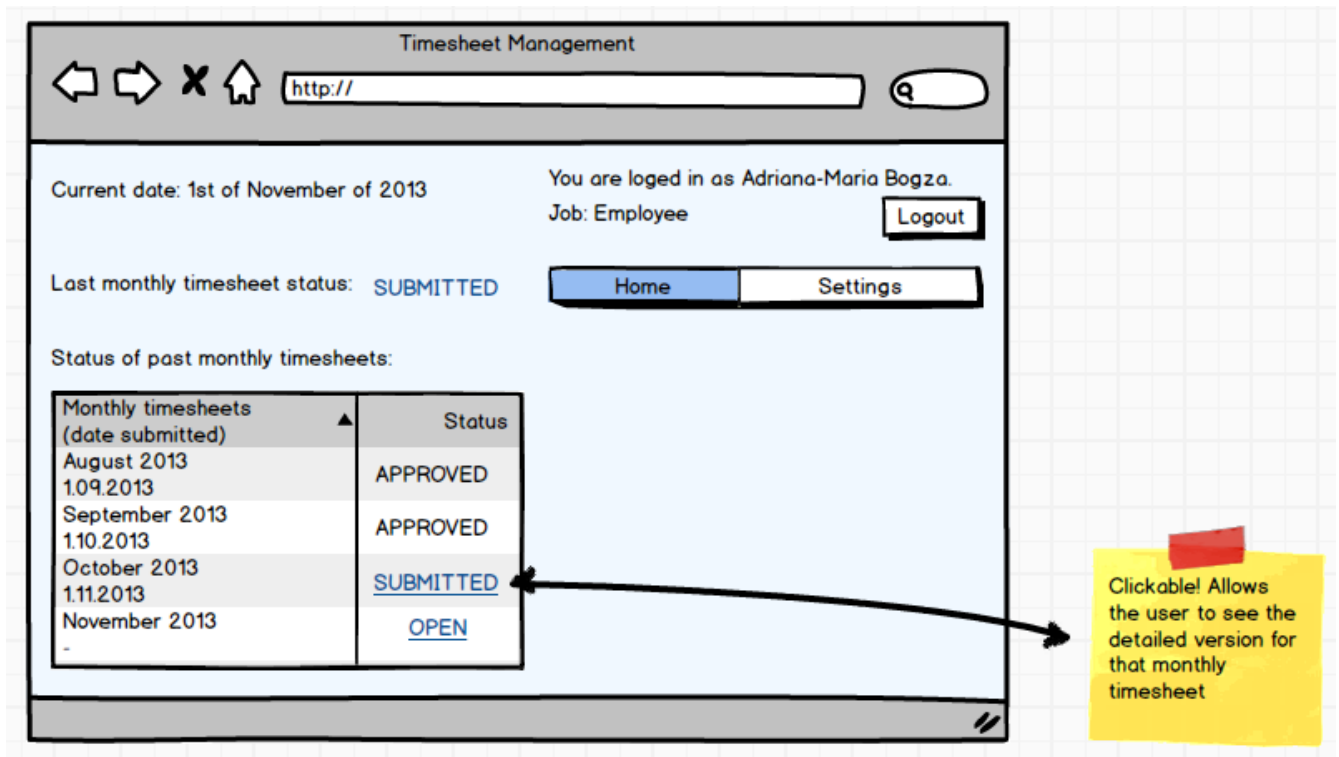 Timesheet Management
http://
Current date: 1st of November of 2013
You are loged in as Adriana-Maria Bogza.
Job: Employee
Logout
Last monthly timesheet status: SUBMITTED
Home
Settings
Status of past monthly timesheets:
Monthly timesheets
(date submitted)
Status
August 2013
1.09.2013
APPROVED
September 2013
1.10.2013
APPROVED
October 2013
1.11.2013
SUBMITTED
November 2013
-
OPEN
Clickable! Allows
the user to see the
detailed version for
that monthly
timesheet